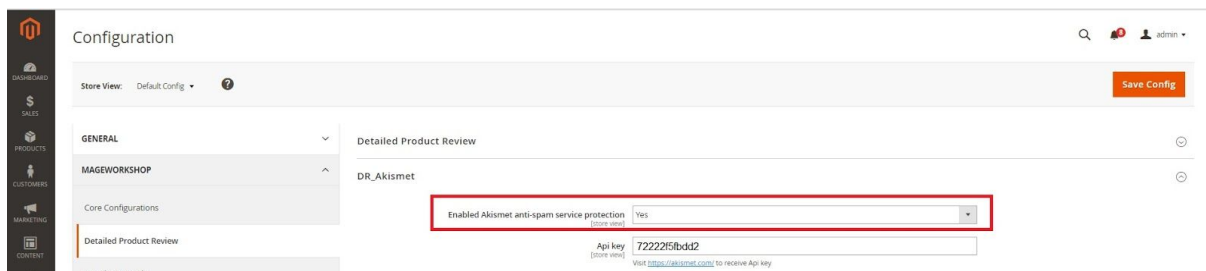 Configuration
8
admin
DASHBOARD
Store View: Default Config
?
Save Config
$
SALES
GENERAL
Detailed Product Review
PRODUCTS
MAGEWORKSHOP
DR_Akismet
CUSTOMERS
Core Configurations
Enabled Akismet anti-spam service protection Yes
[store view]
MARKETING
Detailed Product Review
Api key 72222f5fbdd2
[store view]
Visit https://akismet.com/ to receive Api key
CONTENT